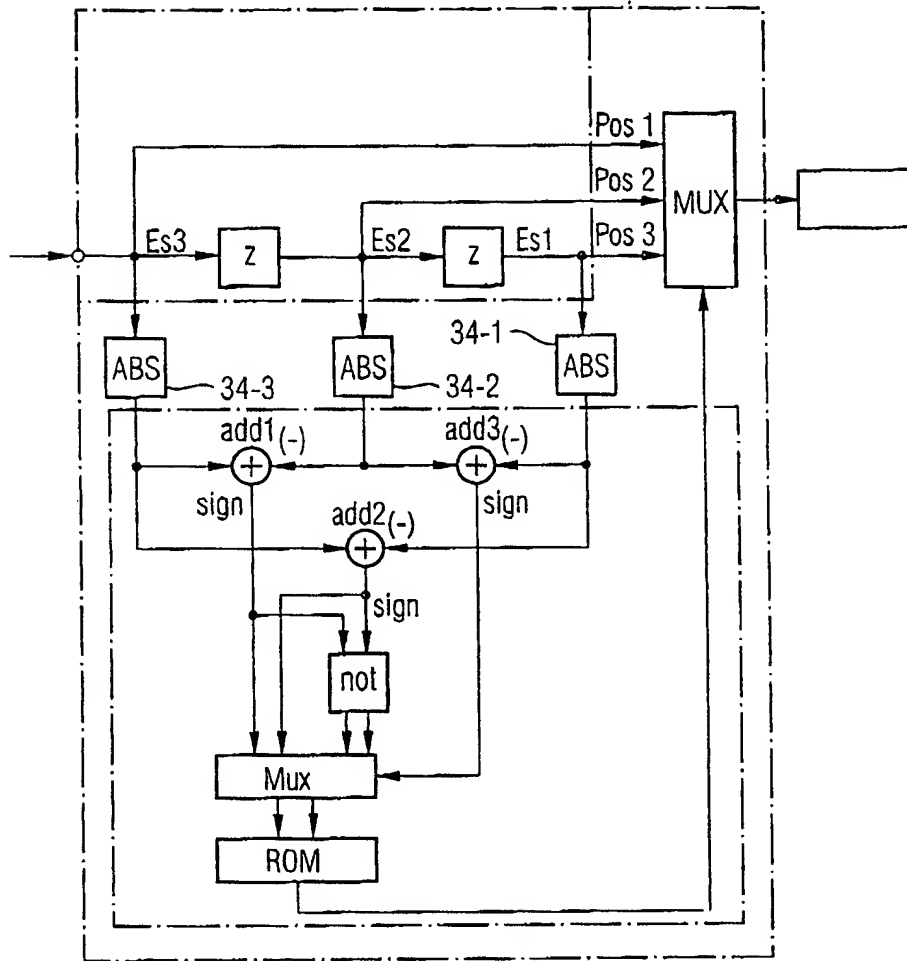 Pos 1
Pos 2
MUX
Es3
z
Es2
z
Es1
Pos 3
34-1
ABS
34-3
ABS
34-2
ABS
add1 (-)
+
add3 (-)
+
sign
sign
add2 (-)
+
sign
not
Mux
ROM